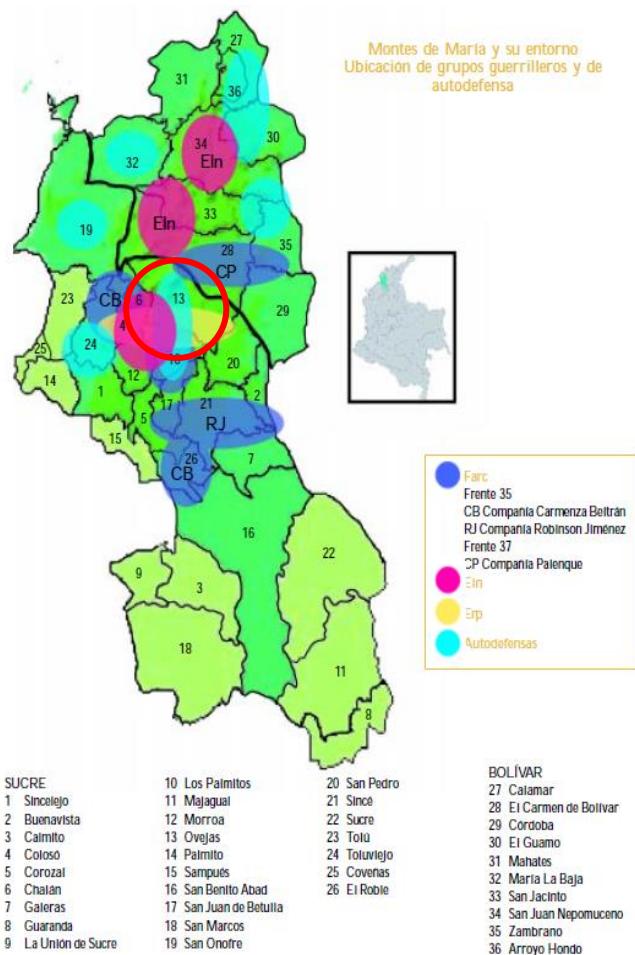 Montes de María y su entorno
Ubicación de grupos guerrilleros y de
autodefensa
27
31
36
34
Eln
30
32
Eln
33
19
28
CP
35
23
CB
6
13
29
4
24
25
12
20
14
1
17
21
2
5
RJ
15
26
CB
7
16
22
9
3
18
11
8
Farc
Frente 35
CB Compañía Carmenza Beltrán
RJ Compañía Robinson Jiménez
Frente 37
CP Compañía Palenque
Eln
Erp
Autodefensas
SUCRE
1 Sincelejo
2 Buenavista
3 Caimito
4 Colosó
5 Corozal
6 Chalán
7 Galeras
8 Guaranda
9 La Unión de Sucre
10 Los Palmitos
11 Majagual
12 Morroa
13 Ovejas
14 Palmito
15 Sampués
16 San Benito Abad
17 San Juan de Betulia
18 San Marcos
19 San Onofre
20 San Pedro
21 Sincé
22 Sucre
23 Tolú
24 Toluviejo
25 Coveñas
26 El Roble
BOLÍVAR
27 Calamar
28 El Carmen de Bolívar
29 Córdoba
30 El Guamo
31 Mahates
32 María La Baja
33 San Jacinto
34 San Juan Nepomuceno
35 Zambrano
36 Arroyo Hondo